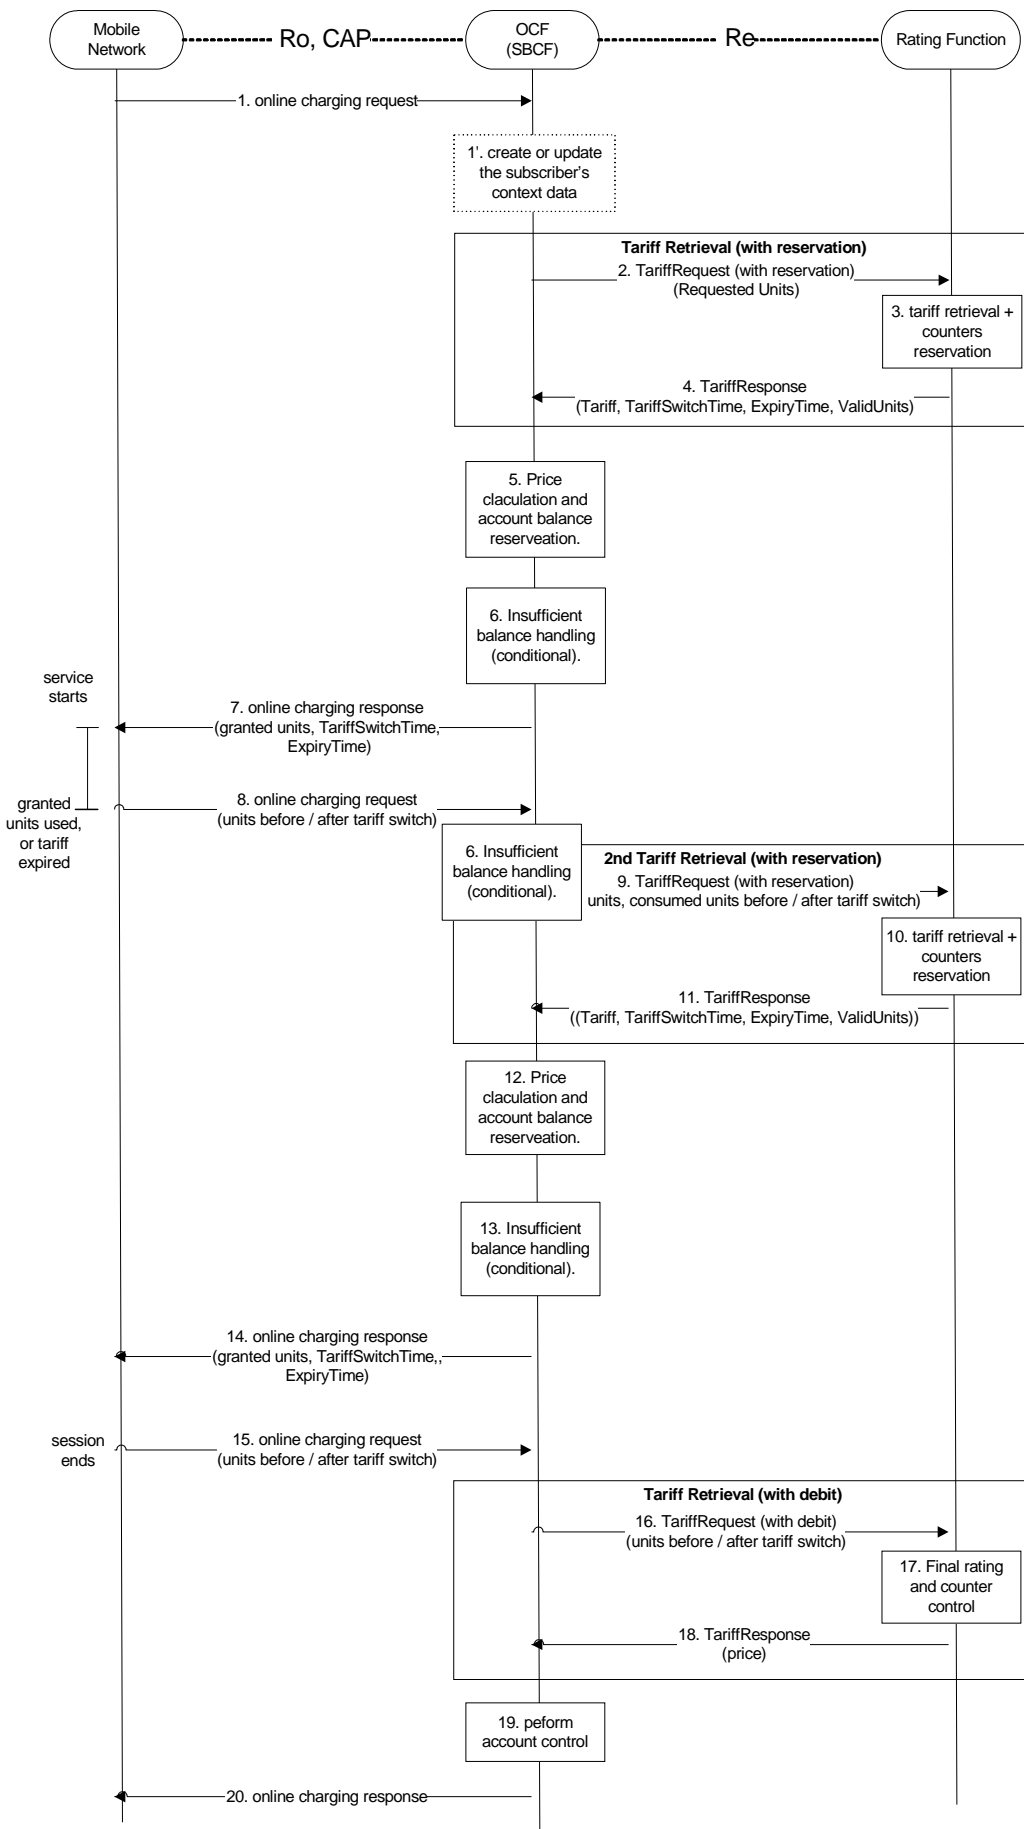 Mobile
Network
Ro, CAP
OCF
(SBCF)
Re
Rating Function
1. online charging request
1'. create or update
the subscriber's
context data
Tariff Retrieval (with reservation)
2. TariffRequest (with reservation)
(Requested Units)
3. tariff retrieval +
counters
reservation
4. TariffResponse
(Tariff, TariffSwitchTime, ExpiryTime, ValidUnits)
5. Price
claculation and
account balance
reserveation.
6. Insufficient
balance handling
(conditional).
service
starts
7. online charging response
(granted units, TariffSwitchTime,
ExpiryTime)
granted
units used,
or tariff
expired
8. online charging request
(units before / after tariff switch)
6. Insufficient
balance handling
(conditional).
2nd Tariff Retrieval (with reservation)
9. TariffRequest (with reservation)
units, consumed units before / after tariff switch)
10. tariff retrieval +
counters
reservation
11. TariffResponse
((Tariff, TariffSwitchTime, ExpiryTime, ValidUnits))
12. Price
claculation and
account balance
reserveation.
13. Insufficient
balance handling
(conditional).
14. online charging response
(granted units, TariffSwitchTime,,
ExpiryTime)
session
ends
15. online charging request
(units before / after tariff switch)
Tariff Retrieval (with debit)
16. TariffRequest (with debit)
(units before / after tariff switch)
17. Final rating
and counter
control
18. TariffResponse
(price)
19. peform
account control
20. online charging response